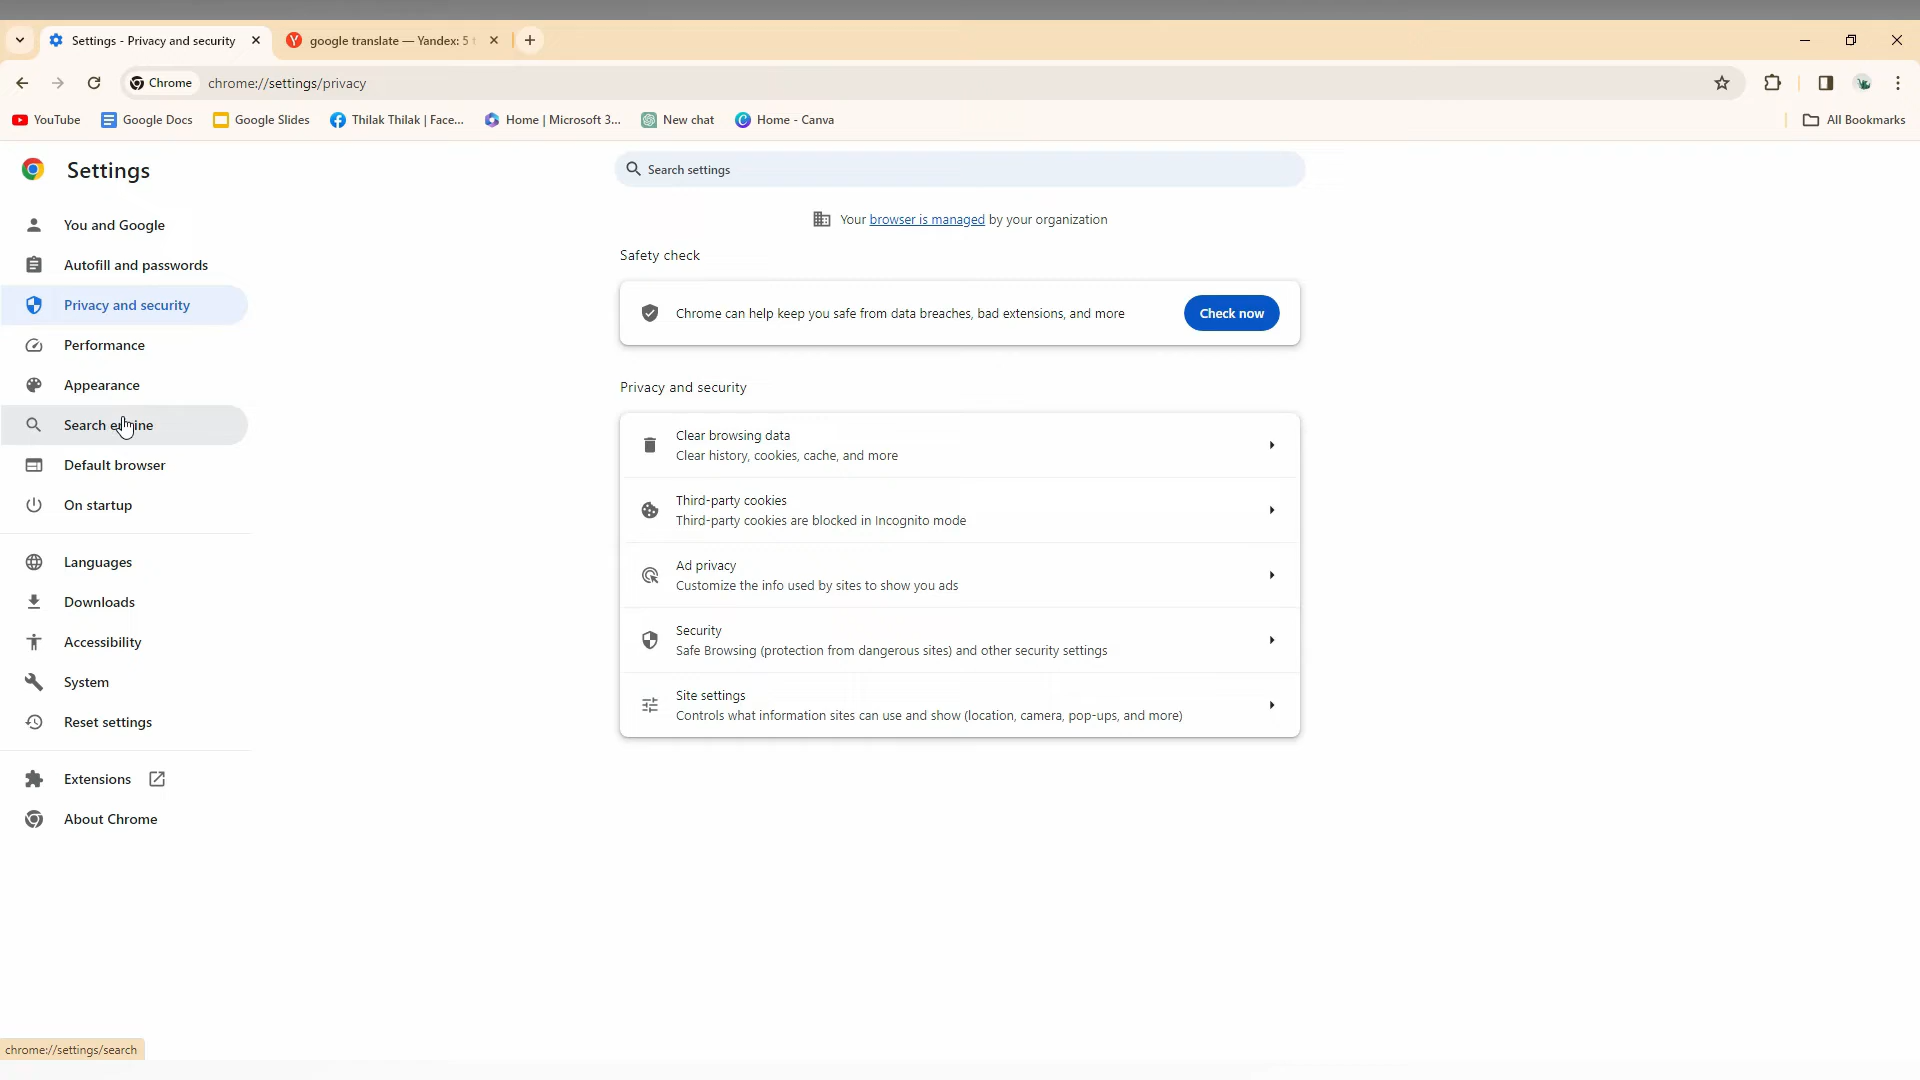 Settings - Privacy and security
google translate — Yandex: 5
Chrome
chrome://settings/privacy
YouTube
Google Docs
Google Slides
Thilak Thilak | Face...
Home | Microsoft 3...
New chat
Home - Canva
All Bookmarks
Settings
Search settings
Your browser is managed by your organization
You and Google
Autofill and passwords
Privacy and security
Performance
Appearance
Search engine
Default browser
On startup
Languages
Downloads
Accessibility
System
Reset settings
Extensions
About Chrome
Safety check
Chrome can help keep you safe from data breaches, bad extensions, and more
Check now
Privacy and security
Clear browsing data
Clear history, cookies, cache, and more
Third-party cookies
Third-party cookies are blocked in Incognito mode
Ad privacy
Customize the info used by sites to show you ads
Security
Safe Browsing (protection from dangerous sites) and other security settings
Site settings
Controls what information sites can use and show (location, camera, pop-ups, and more)
chrome://settings/search